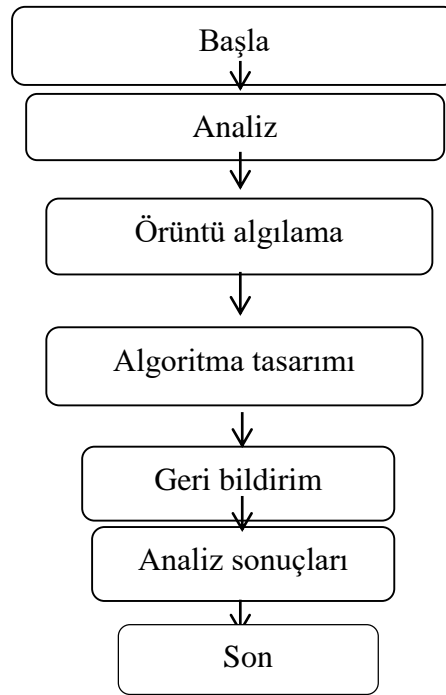 Başla
Analiz
Örüntü algılama
Algoritma tasarımı
Geri bildirim
Analiz sonuçları
Son